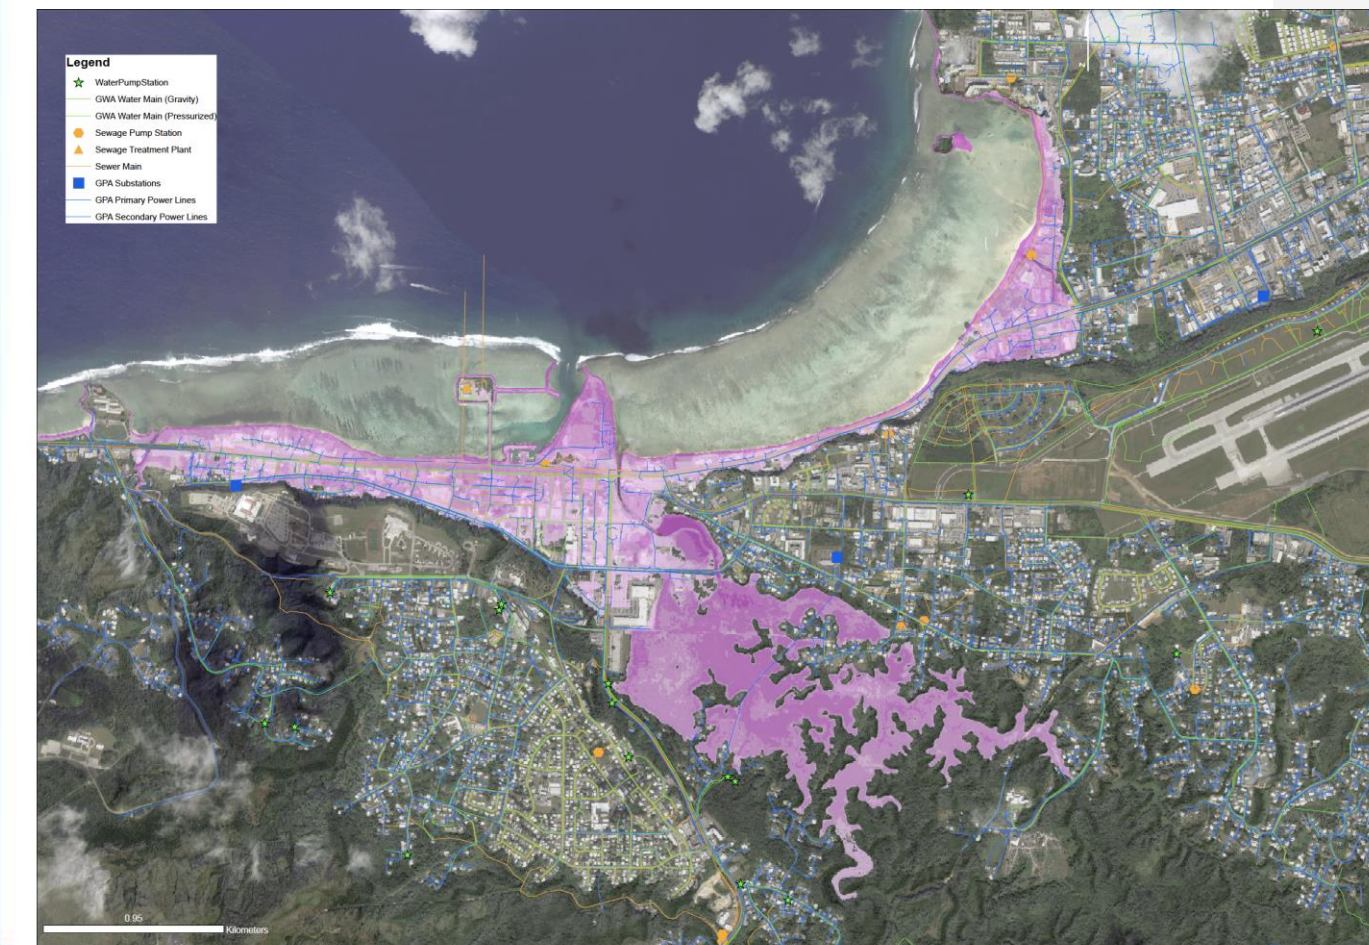 Legend
WaterPumpStation
GWA Water Main (Gravity)
GWA Water Main (Pressurized)
Sewage Pump Station
Sewage Treatment Plant
Sewer Main
GPA Substations
GPA Primary Power Lines
GPA Secondary Power Lines
0.95
Kilometers